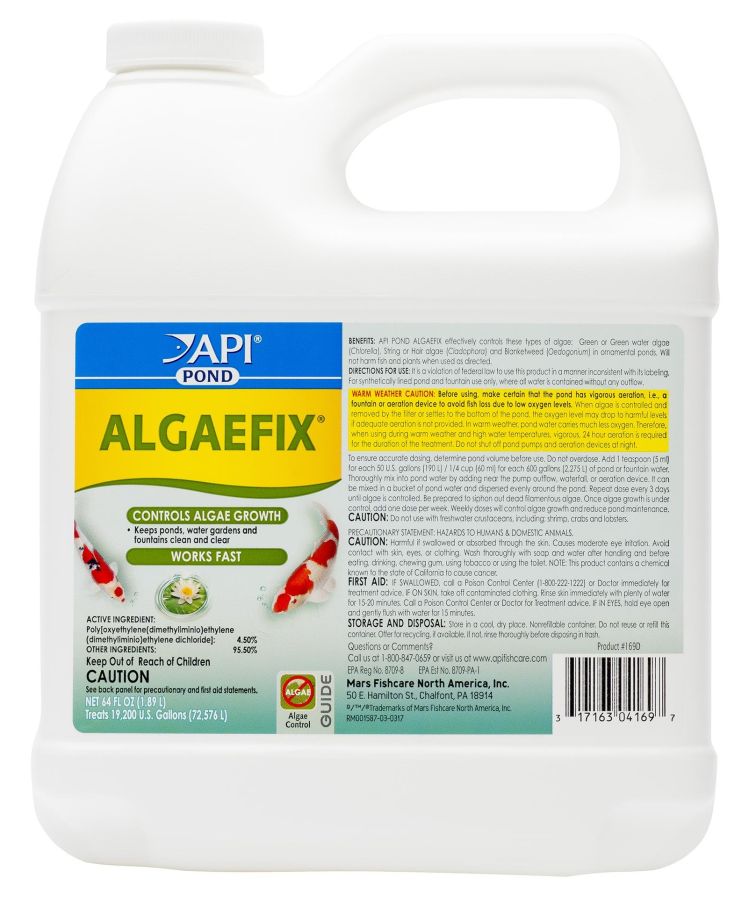 API®
POND
ALGAEFIX®
CONTROLS ALGAE GROWTH
• Keeps ponds, water gardens and
fountains clean and clear
WORKS FAST
ACTIVE INGREDIENT:
Poly[oxyethylene(dimethyliminio)ethylene
(dimethyliminio)ethylene dichloride]: 4.50%
OTHER INGREDIENTS: 95.50%
Keep Out of Reach of Children
CAUTION
See back panel for precautionary and first aid statements.
NET 64 FL OZ (1.89 L)
Treats 19,200 U.S. Gallons (72,576 L)
ALGAE
Algae
Control
GUIDE
BENEFITS: API POND ALGAEFIX effectively controls these types of algae: Green or Green water algae
(Chlorella), String or Hair algae (Cladophora) and Blanketweed (Oedogonium) in ornamental ponds. Will
not harm fish and plants when used as directed.
DIRECTIONS FOR USE: It is a violation of federal law to use this product in a manner inconsistent with its labeling.
For synthetically lined pond and fountain use only, where all water is contained without any outflow.
WARM WEATHER CAUTION: Before using, make certain that the pond has vigorous aeration, i.e., a
fountain or aeration device to avoid fish loss due to low oxygen levels. When algae is controlled and
removed by the filter or settles to the bottom of the pond, the oxygen level may drop to harmful levels
if adequate aeration is not provided. In warm weather, pond water carries much less oxygen. Therefore,
when using during warm weather and high water temperatures, vigorous, 24 hour aeration is required
for the duration of the treatment. Do not shut off pond pumps and aeration devices at night.
To ensure accurate dosing, determine pond volume before use. Do not overdose. Add 1 teaspoon (5 ml)
for each 50 U.S. gallons (190 L) / 1/4 cup (60 ml) for each 600 gallons (2,275 L) of pond or fountain water.
Thoroughly mix into pond water by adding near the pump outflow, waterfall, or aeration device. It can
be mixed in a bucket of pond water and dispersed evenly around the pond. Repeat dose every 3 days
until algae is controlled. Be prepared to siphon out dead filamentous algae. Once algae growth is under
control, add one dose per week. Weekly doses will control algae growth and reduce pond maintenance.
CAUTION: Do not use with freshwater crustaceans, including: shrimp, crabs and lobsters.
PRECAUTIONARY STATEMENT: HAZARDS TO HUMANS & DOMESTIC ANIMALS.
CAUTION: Harmful if swallowed or absorbed through the skin. Causes moderate eye irritation. Avoid
contact with skin, eyes, or clothing. Wash thoroughly with soap and water after handling and before
eating, drinking, chewing gum, using tobacco or using the toilet. NOTE: This product contains a chemical
known to the state of California to cause cancer.
FIRST AID: IF SWALLOWED, call a Poison Control Center (1-800-222-1222) or Doctor immediately for
treatment advice. IF ON SKIN, take off contaminated clothing. Rinse skin immediately with plenty of water
for 15-20 minutes. Call a Poison Control Center or Doctor for treatment advice. IF IN EYES, hold eye open
and gently flush with water for 15 minutes.
STORAGE AND DISPOSAL: Store in a cool, dry place. Nonrefillable container. Do not reuse or refill this
container. Offer for recycling, if available. If not, rinse thoroughly before disposing in trash.
Questions or Comments? Product #169D
Call us at 1-800-847-0659 or visit us at www.apifishcare.com
EPA Reg No. 8709-8 EPA Est No. 8709-PA-1
Mars Fishcare North America, Inc.
50 E. Hamilton St., Chalfont, PA 18914
®/™/®Trademarks of Mars Fishcare North America, Inc.
RM001587-03-0317
3 17163 04169 7